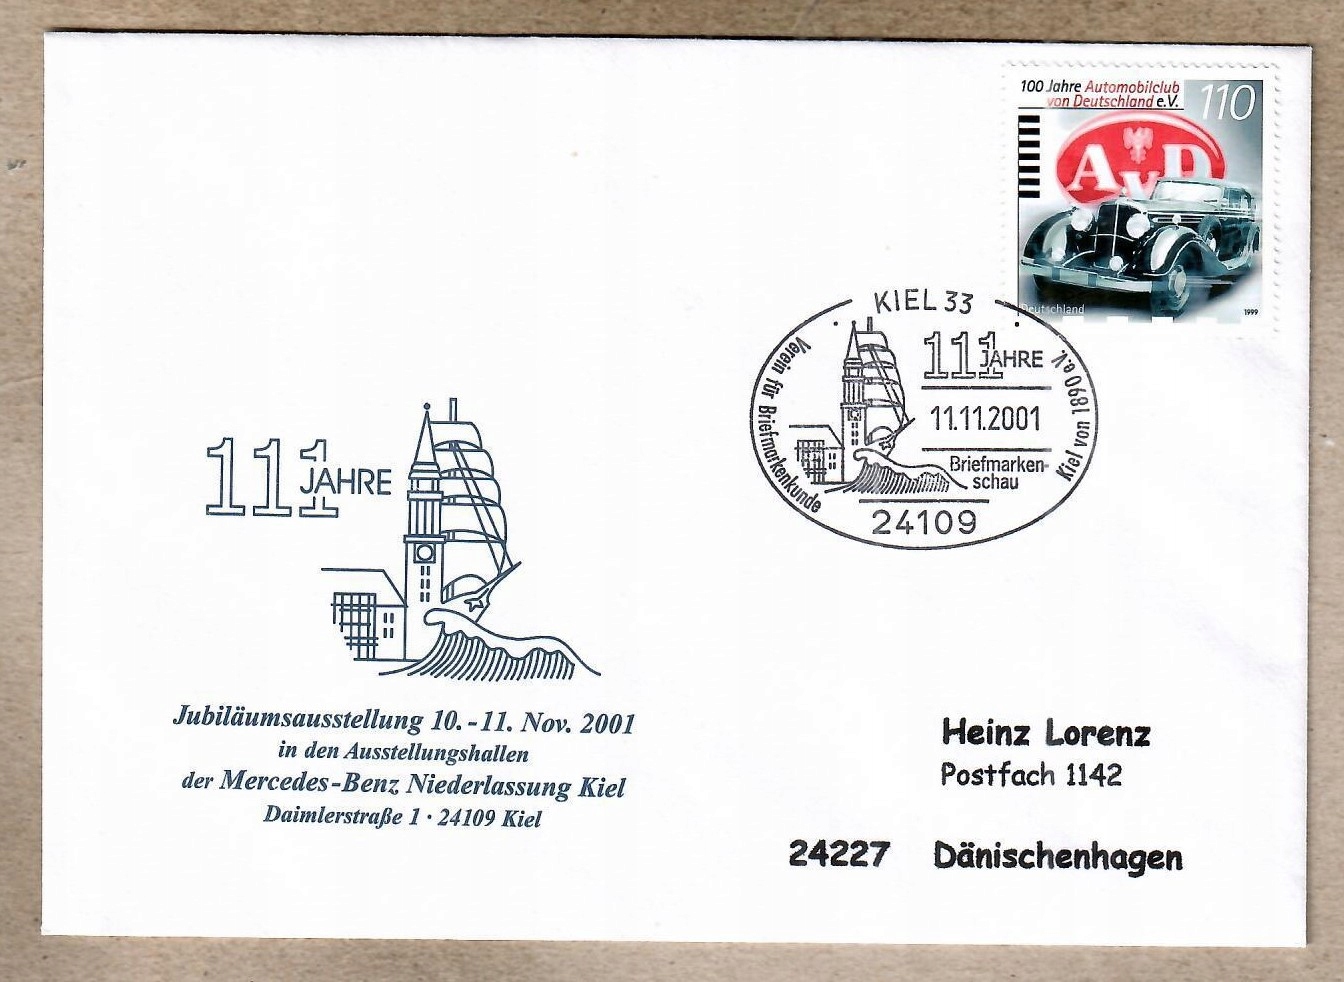 100 Jahre Automobilclub
von Deutschland e.V.
110
AvD
Deutschland
1999
KIEL 33
111 JAHRE
11.11.2001
Briefmarken-
schau
24109
Verein für Briefmarkenkunde
Kiel von 1890 e.V.
111 JAHRE
Jubiläumsausstellung 10. - 11. Nov. 2001
in den Ausstellungshallen
der Mercedes-Benz Niederlassung Kiel
Daimlerstraße 1 · 24109 Kiel
Heinz Lorenz
Postfach 1142
24227 Dänischenhagen